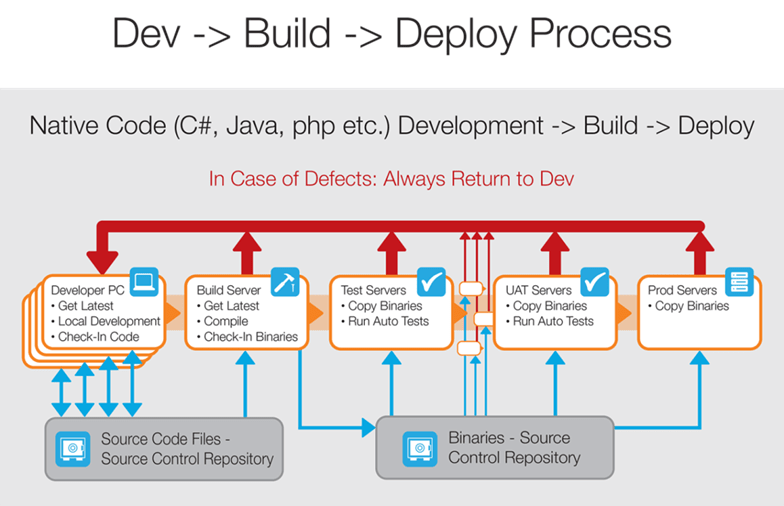 Dev -> Build -> Deploy Process
Native Code (C#, Java, php etc.) Development -> Build -> Deploy
In Case of Defects: Always Return to Dev
Developer PC
• Get Latest
• Local Development
• Check-In Code
Build Server
• Get Latest
• Compile
• Check-In Binaries
Test Servers
• Copy Binaries
• Run Auto Tests
UAT Servers
• Copy Binaries
• Run Auto Tests
Prod Servers
• Copy Binaries
Source Code Files -
Source Control Repository
Binaries - Source
Control Repository